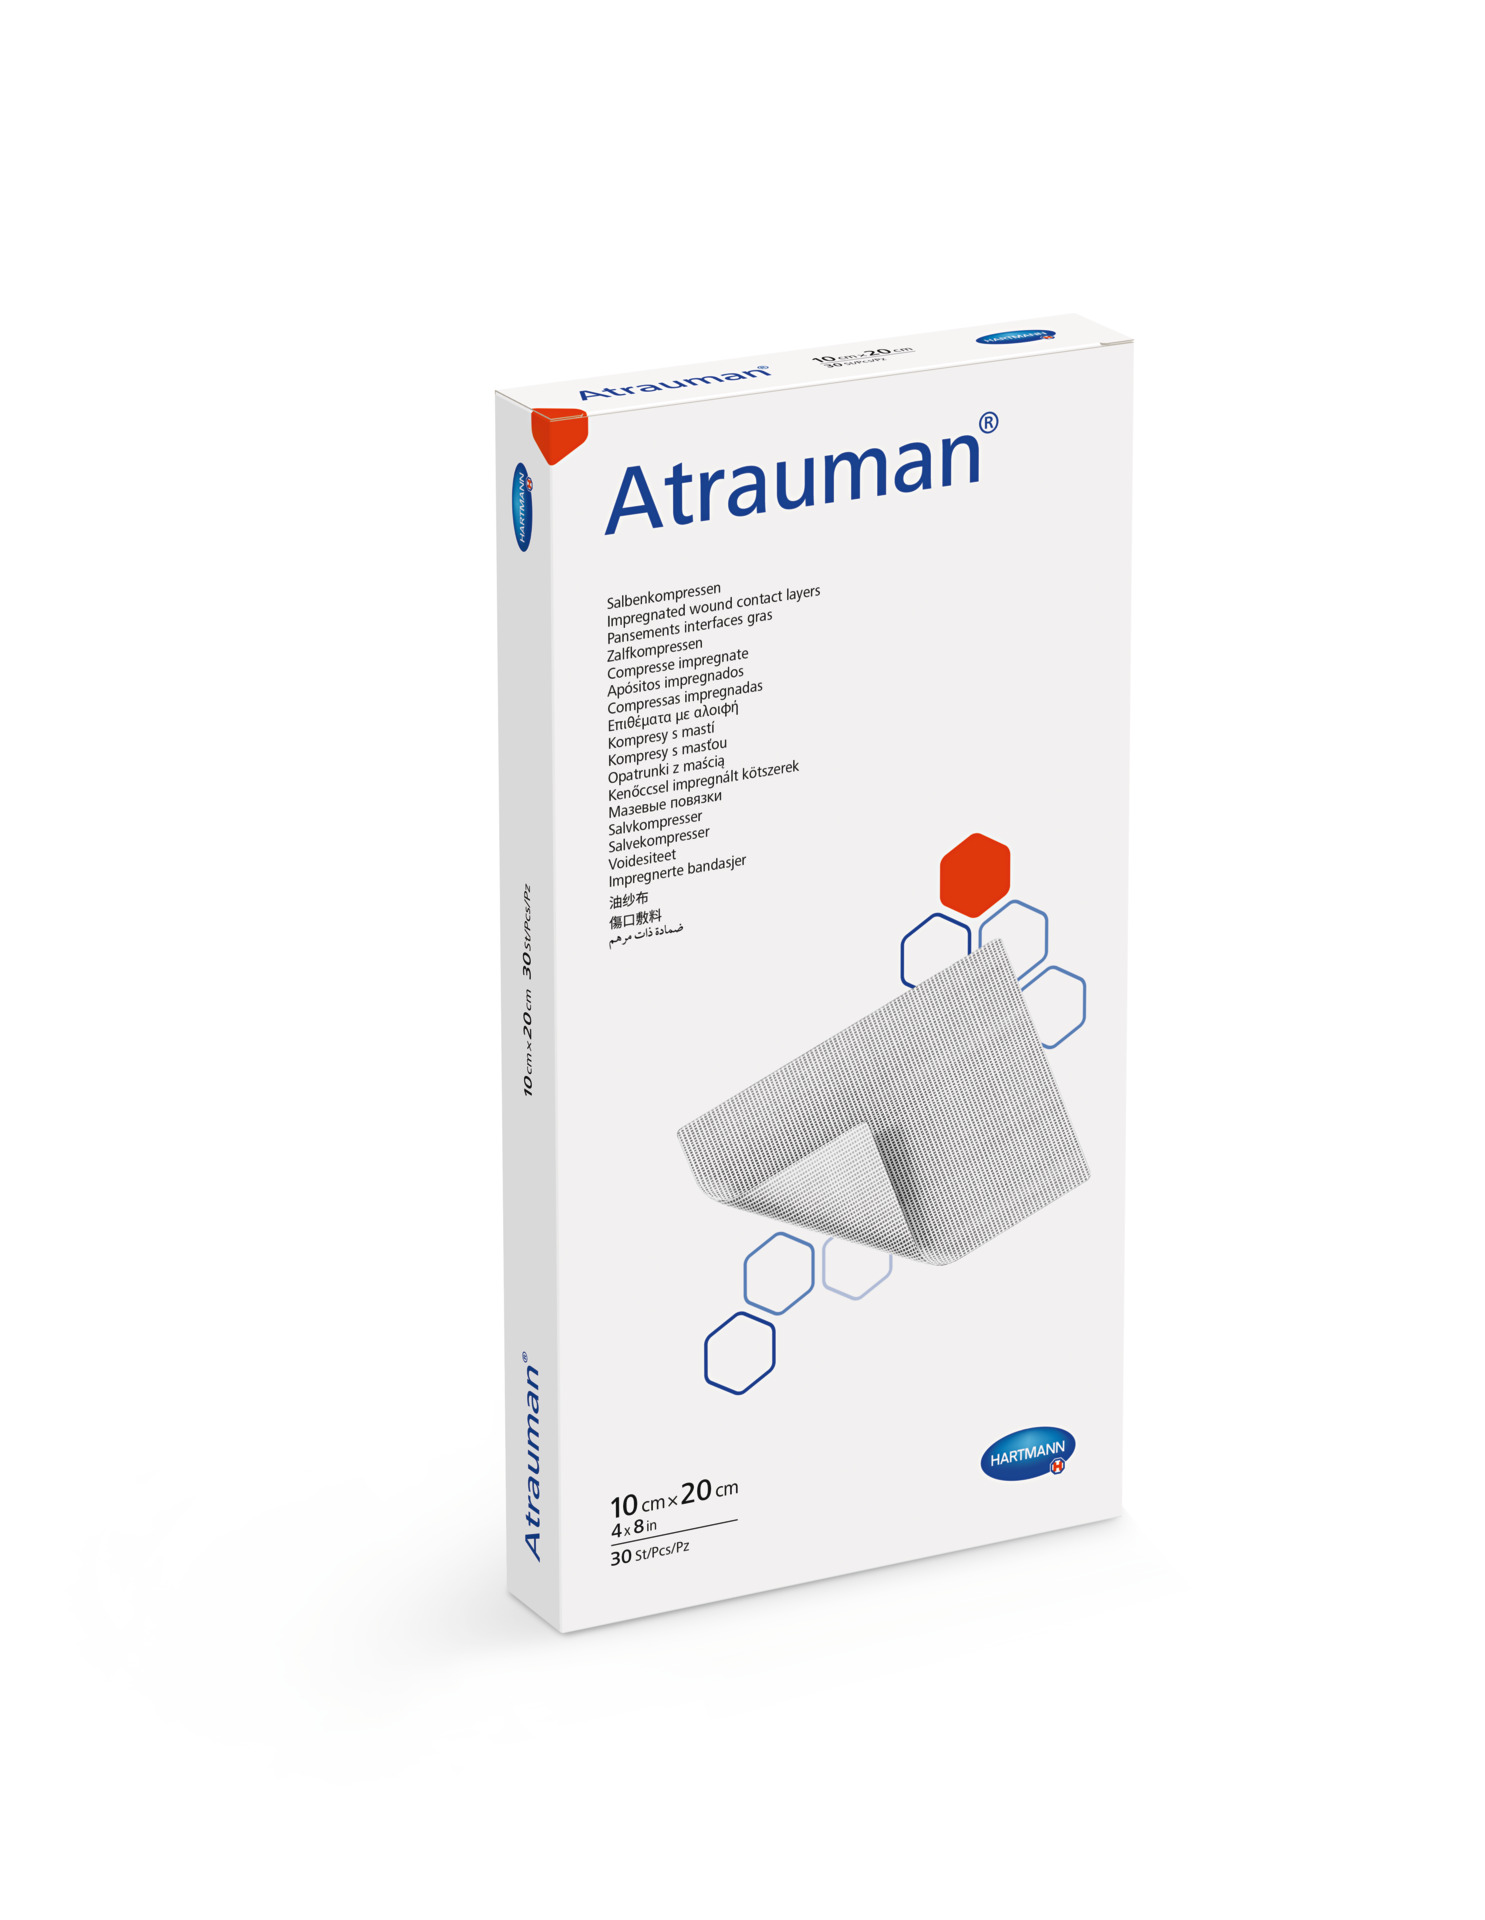 Atrauman®
10 cm x 20 cm
30 St/Pcs/Pz
HARTMANN
HARTMANN
Atrauman®
Salbenkompressen
Impregnated wound contact layers
Pansements interfaces gras
Zalfkompressen
Compresse impregnate
Apósitos impregnados
Compressas impregnadas
Επιθέματα με αλοιφή
Kompresy s mastí
Kompresy s masťou
Opatrunki z maścią
Kenőccsel impregnált kötszerek
Мазевые повязки
Salvkompresser
Salvekompresser
Voidesiteet
Impregnerte bandasjer
油纱布
傷口敷料
ضمادة ذات مرهم
10 cm x 20 cm 30 St/Pcs/Pz
Atrauman®
HARTMANN
10 cm x 20 cm
4 x 8 in
30 St/Pcs/Pz